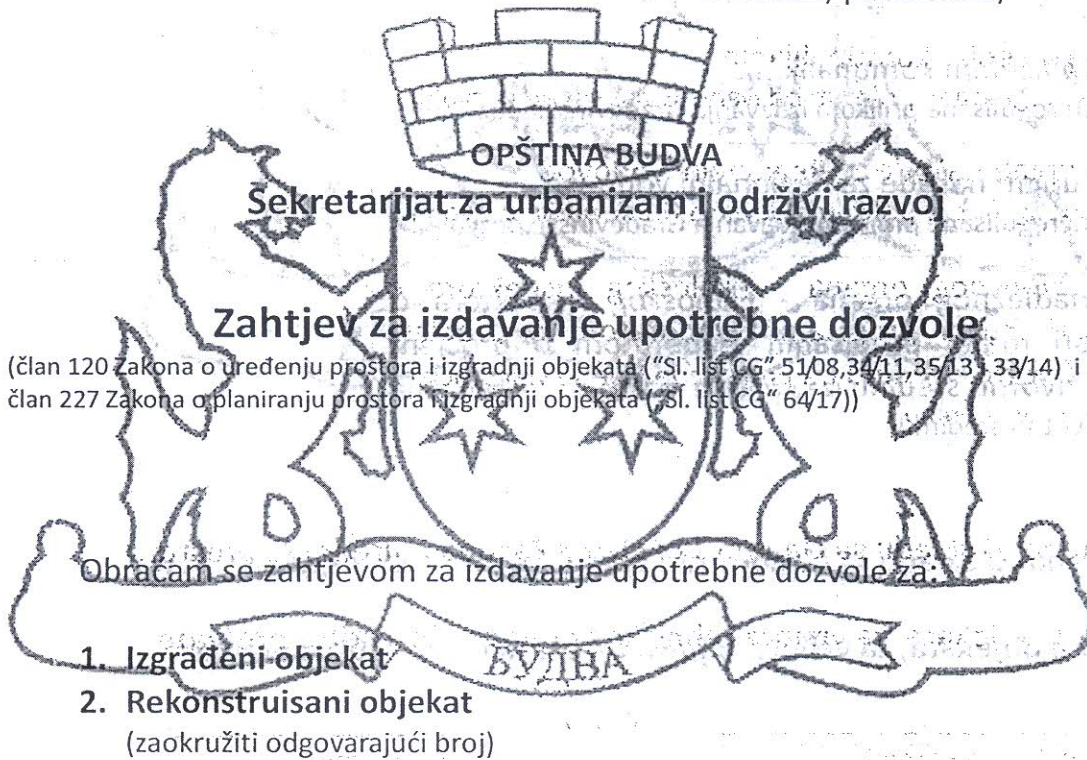 OPŠTINA BUDVA
Sekretarijat za urbanizam i održivi razvoj
Zahtjev za izdavanje upotrebne dozvole
(član 120 Zakona o uređenju prostora i izgradnji objekata (“Sl. list CG” 51/08,34/11,35/13 i 33/14) i
član 227 Zakona o planiranju prostora i izgradnji objekata („Sl. list CG“ 64/17))
Obraćam se zahtjevom za izdavanje upotrebne dozvole za:
1. Izgrađeni objekat
БУДВА
2. Rekonstruisani objekat
(zaokružiti odgovarajući broj)